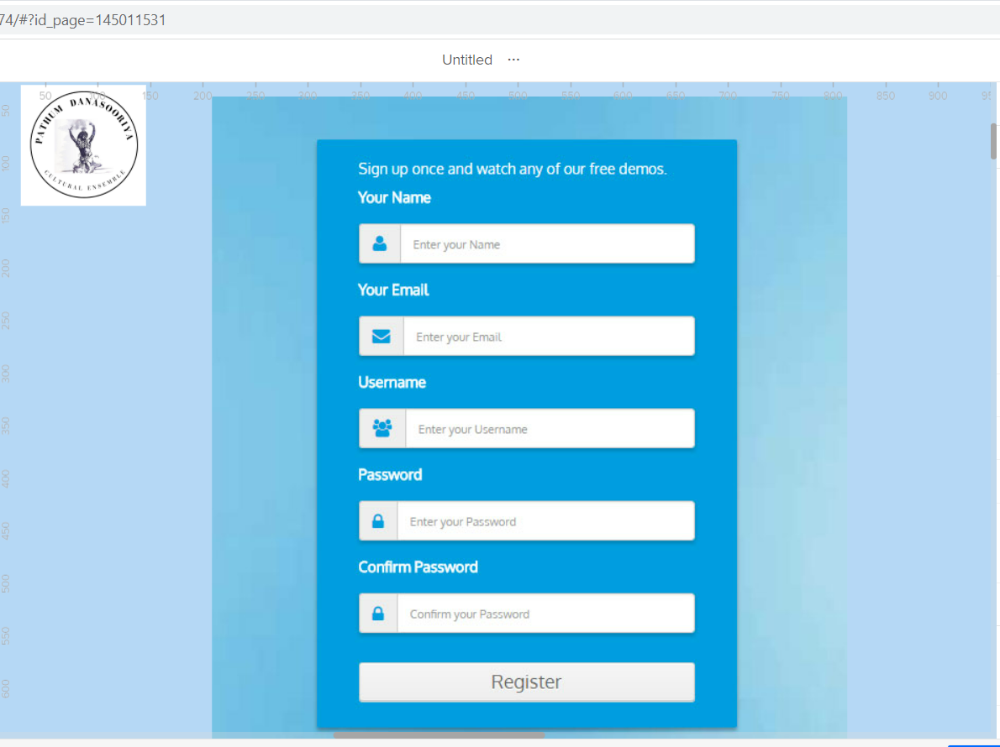 74/#?id_page=145011531
Untitled ...
50 100 150 200 250 300 350 400 450 500 550 600 650 700 750 800 850 900 95
PATHUM DANASOORIYA
CULTURAL ENSEMBLE
50
100
150
200
250
300
350
400
450
500
550
600
Sign up once and watch any of our free demos.
Your Name
Enter your Name
Your Email
Enter your Email
Username
Enter your Username
Password
Enter your Password
Confirm Password
Confirm your Password
Register